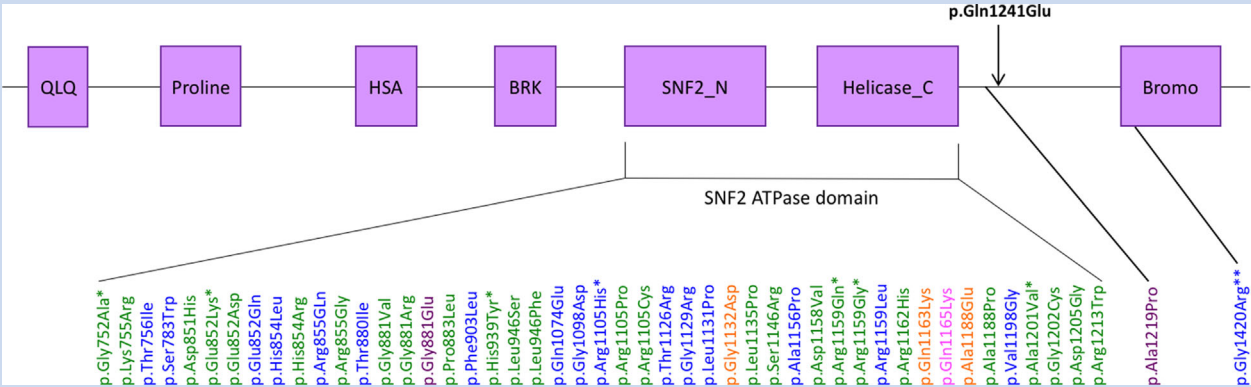 p.Gln1241Glu
QLQ
Proline
HSA
BRK
SNF2_N
Helicase_C
Bromo
SNF2 ATPase domain
p.Gly752Ala*
p.Lys755Arg
p.Thr756Ile
p.Ser783Trp
p.Asp851His
p.Glu852Lys*
p.Glu852Asp
p.Glu852Gln
p.His854Leu
p.His854Arg
p.Arg855Gln
p.Arg855Gly
p.Thr880Ile
p.Gly881Val
p.Gly881Arg
p.Gly881Glu
p.Pro883Leu
p.Phe903Leu
p.His939Tyr*
p.Leu946Ser
p.Leu946Phe
p.Gln1074Glu
p.Gly1098Asp
p.Arg1105His*
p.Arg1105Pro
p.Arg1105Cys
p.Thr1126Arg
p.Gly1129Arg
p.Leu1131Pro
p.Gly1132Asp
p.Leu1135Pro
p.Ser1146Arg
p.Ala1156Pro
p.Asp1158Val
p.Arg1159Gln*
p.Arg1159Gly*
p.Arg1159Leu
p.Arg1162His
p.Gln1163Lys
p.Gln1165Lys
p.Ala1188Glu
p.Ala1188Pro
p.Val1198Gly
p.Ala1201Val*
p.Gly1202Cys
p.Asp1205Gly
p.Arg1213Trp
p.Ala1219Pro
p.Gly1420Arg**